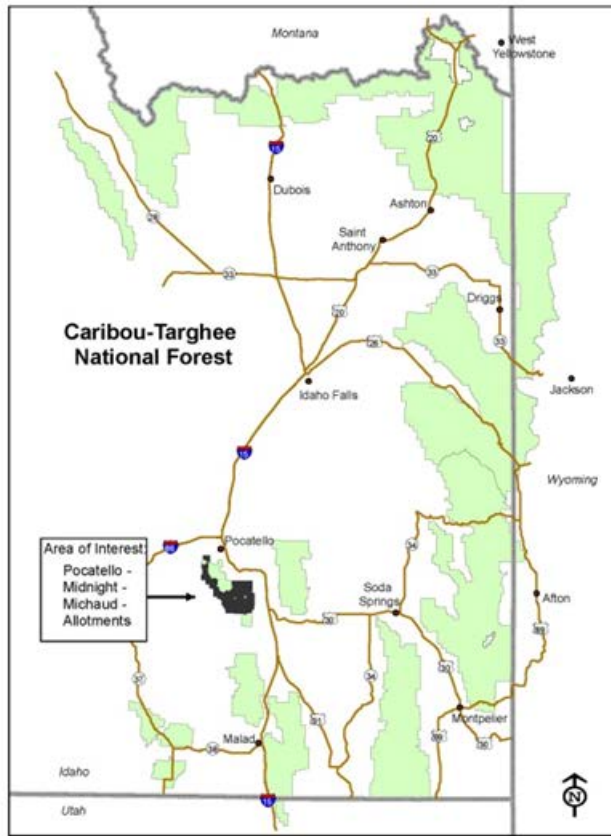 Montana
West
Yellowstone
20
15
Dubois
Ashton
28
Saint
Anthony
33
33
Driggs
20
33
Caribou-Targhee
National Forest
26
Idaho Falls
Jackson
15
Wyoming
Area of Interest:
Pocatello -
Midnight -
Michaud -
Allotments
86
Pocatello
34
Soda
Springs
30
Afton
89
37
34
30
91
Montpelier
89
36
Malad
38
Idaho
Utah
15
N